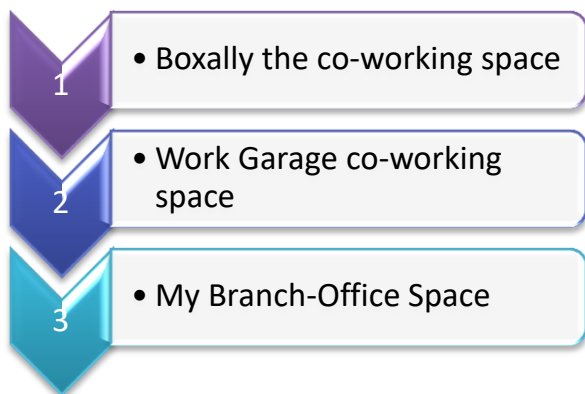 1
• Boxally the co-working space
2
• Work Garage co-working
space
3
• My Branch-Office Space